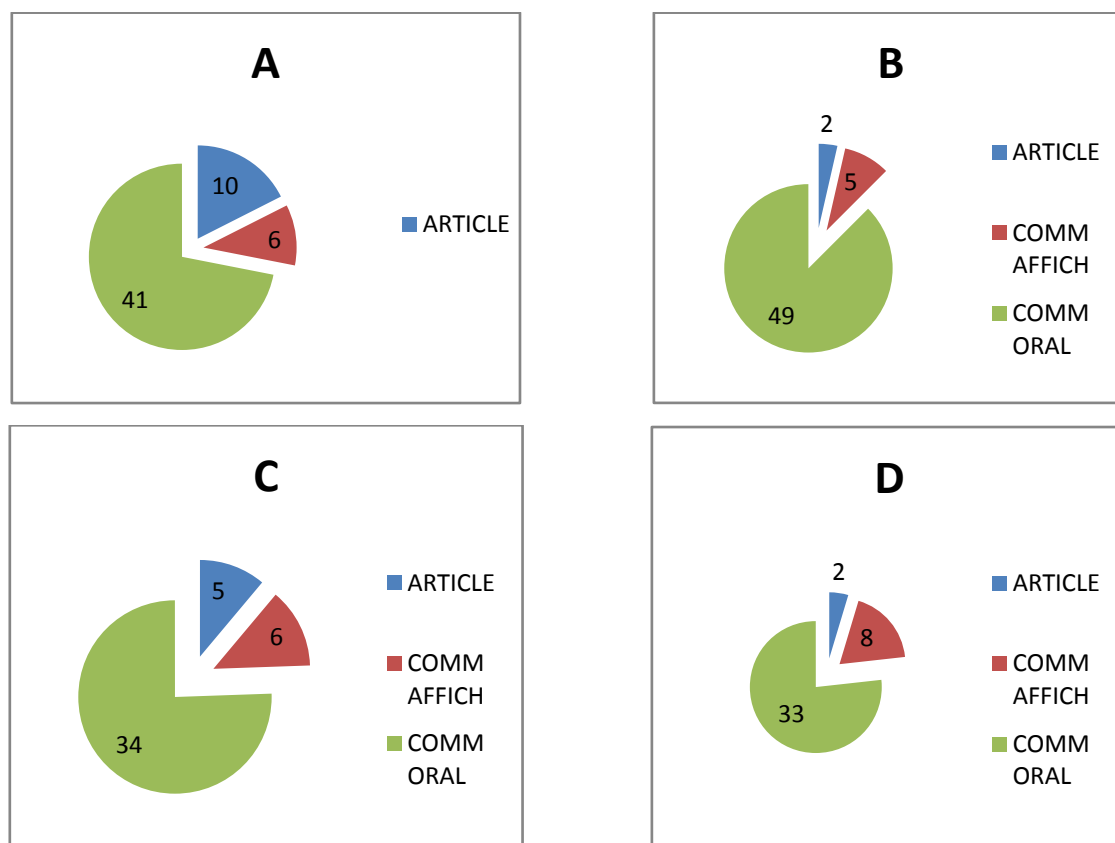 A
10
6
41
ARTICLE
B
2
5
49
ARTICLE
COMM
AFFICH
COMM
ORAL
C
5
6
34
ARTICLE
COMM
AFFICH
COMM
ORAL
D
2
8
33
ARTICLE
COMM
AFFICH
COMM
ORAL